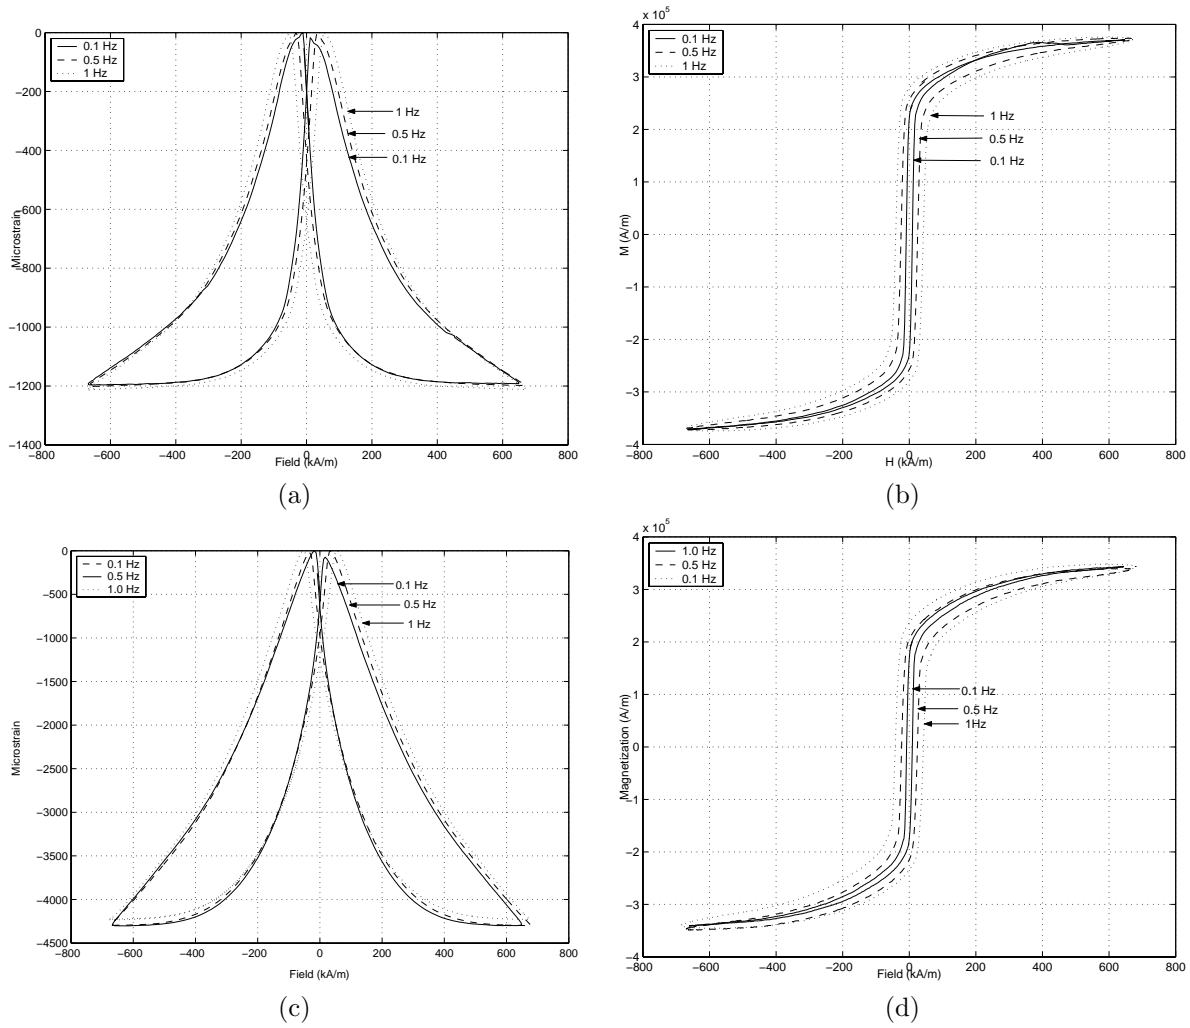 0.1 Hz
0.5 Hz
1 Hz
1 Hz
0.5 Hz
0.1 Hz
Microstrain
0
−200
−400
−600
−800
−1000
−1200
−1400
−800 −600 −400 −200 0 200 400 600 800
Field (kA/m)
(a)
x 10^5
0.1 Hz
0.5 Hz
1 Hz
1 Hz
0.5 Hz
0.1 Hz
M (A/m)
4
3
2
1
0
−1
−2
−3
−4
−800 −600 −400 −200 0 200 400 600 800
H (kA/m)
(b)
0.1 Hz
0.5 Hz
1.0 Hz
0.1 Hz
0.5 Hz
1 Hz
Microstrain
0
−500
−1000
−1500
−2000
−2500
−3000
−3500
−4000
−4500
−800 −600 −400 −200 0 200 400 600 800
Field (kA/m)
(c)
x 10^5
1.0 Hz
0.5 Hz
0.1 Hz
0.1 Hz
0.5 Hz
1Hz
Magnetization (A/m)
4
3
2
1
0
−1
−2
−3
−4
−800 −600 −400 −200 0 200 400 600 800
Field (kA/m)
(d)